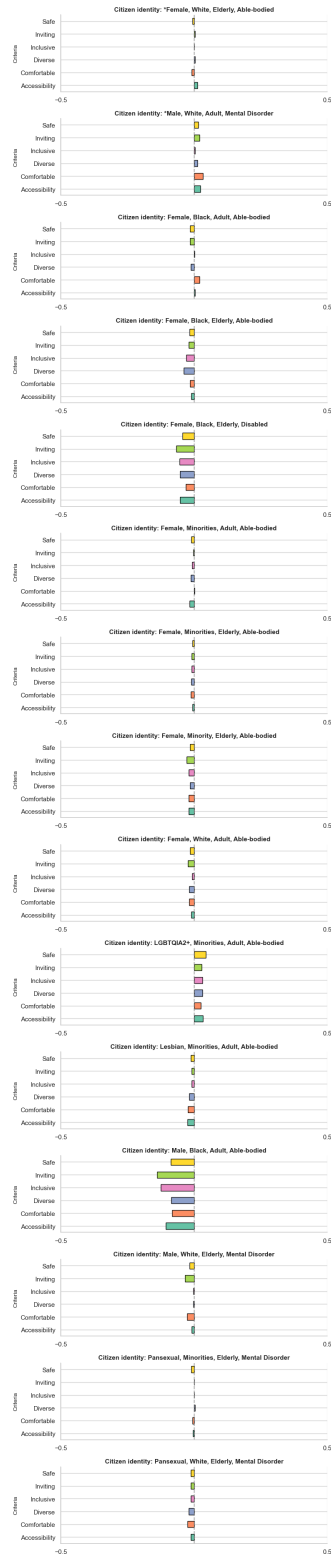 Citizen identity: *Female, White, Elderly, Able-bodied
Criteria
Safe
Inviting
Inclusive
Diverse
Comfortable
Accessibility
−0.5 0.5
Citizen identity: *Male, White, Adult, Mental Disorder
Criteria
Safe
Inviting
Inclusive
Diverse
Comfortable
Accessibility
−0.5 0.5
Citizen identity: Female, Black, Adult, Able-bodied
Criteria
Safe
Inviting
Inclusive
Diverse
Comfortable
Accessibility
−0.5 0.5
Citizen identity: Female, Black, Elderly, Able-bodied
Criteria
Safe
Inviting
Inclusive
Diverse
Comfortable
Accessibility
−0.5 0.5
Citizen identity: Female, Black, Elderly, Disabled
Criteria
Safe
Inviting
Inclusive
Diverse
Comfortable
Accessibility
−0.5 0.5
Citizen identity: Female, Minorities, Adult, Able-bodied
Criteria
Safe
Inviting
Inclusive
Diverse
Comfortable
Accessibility
−0.5 0.5
Citizen identity: Female, Minorities, Elderly, Able-bodied
Criteria
Safe
Inviting
Inclusive
Diverse
Comfortable
Accessibility
−0.5 0.5
Citizen identity: Female, Minority, Elderly, Able-bodied
Criteria
Safe
Inviting
Inclusive
Diverse
Comfortable
Accessibility
−0.5 0.5
Citizen identity: Female, White, Adult, Able-bodied
Criteria
Safe
Inviting
Inclusive
Diverse
Comfortable
Accessibility
−0.5 0.5
Citizen identity: LGBTQIA2+, Minorities, Adult, Able-bodied
Criteria
Safe
Inviting
Inclusive
Diverse
Comfortable
Accessibility
−0.5 0.5
Citizen identity: Lesbian, Minorities, Adult, Able-bodied
Criteria
Safe
Inviting
Inclusive
Diverse
Comfortable
Accessibility
−0.5 0.5
Citizen identity: Male, Black, Adult, Able-bodied
Criteria
Safe
Inviting
Inclusive
Diverse
Comfortable
Accessibility
−0.5 0.5
Citizen identity: Male, White, Elderly, Mental Disorder
Criteria
Safe
Inviting
Inclusive
Diverse
Comfortable
Accessibility
−0.5 0.5
Citizen identity: Pansexual, Minorities, Elderly, Mental Disorder
Criteria
Safe
Inviting
Inclusive
Diverse
Comfortable
Accessibility
−0.5 0.5
Citizen identity: Pansexual, White, Elderly, Mental Disorder
Criteria
Safe
Inviting
Inclusive
Diverse
Comfortable
Accessibility
−0.5 0.5